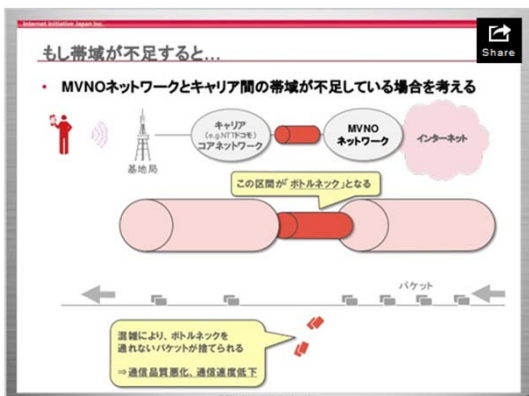 Internet Initiative Japan Inc.
Share
もし帯域が不足すると…
• MVNOネットワークとキャリア間の帯域が不足している場合を考える
キャリア
(e.g.NTTドコモ)
コアネットワーク
MVNO
ネットワーク
インターネット
基地局
この区間が「ボトルネック」となる
パケット
混雑により、ボトルネックを
通れないパケットが捨てられる
⇒通信品質悪化、通信速度低下